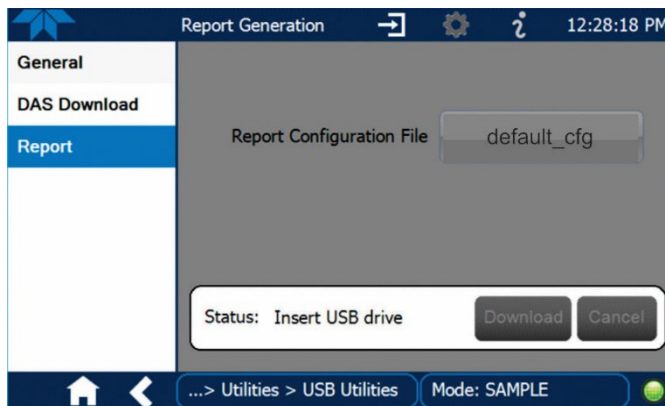 Report Generation 12:28:18 PM
General
DAS Download
Report
Report Configuration File default_cfg
Status: Insert USB drive Download Cancel
...> Utilities > USB Utilities Mode: SAMPLE